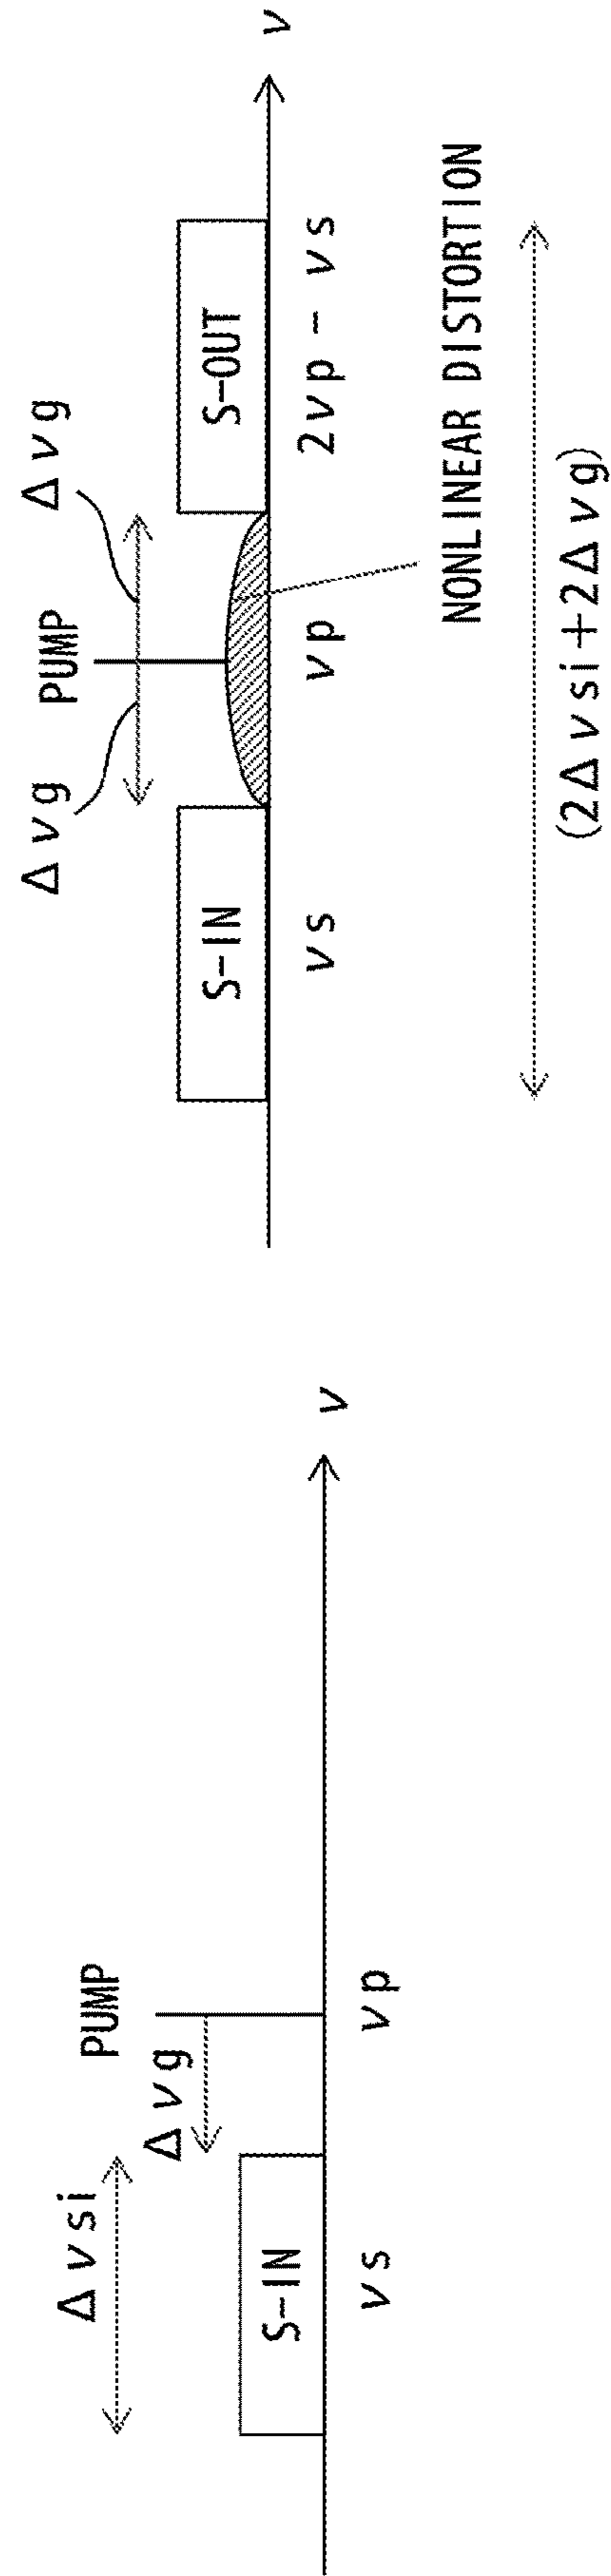 Δνsi
Δνg
PUMP
S-IN
νs
νp
ν
Δνg
PUMP
Δνg
S-IN
S-OUT
ν
νs
νp
2νp - νs
NONLINEAR DISTORTION
(2Δνsi+2Δνg)